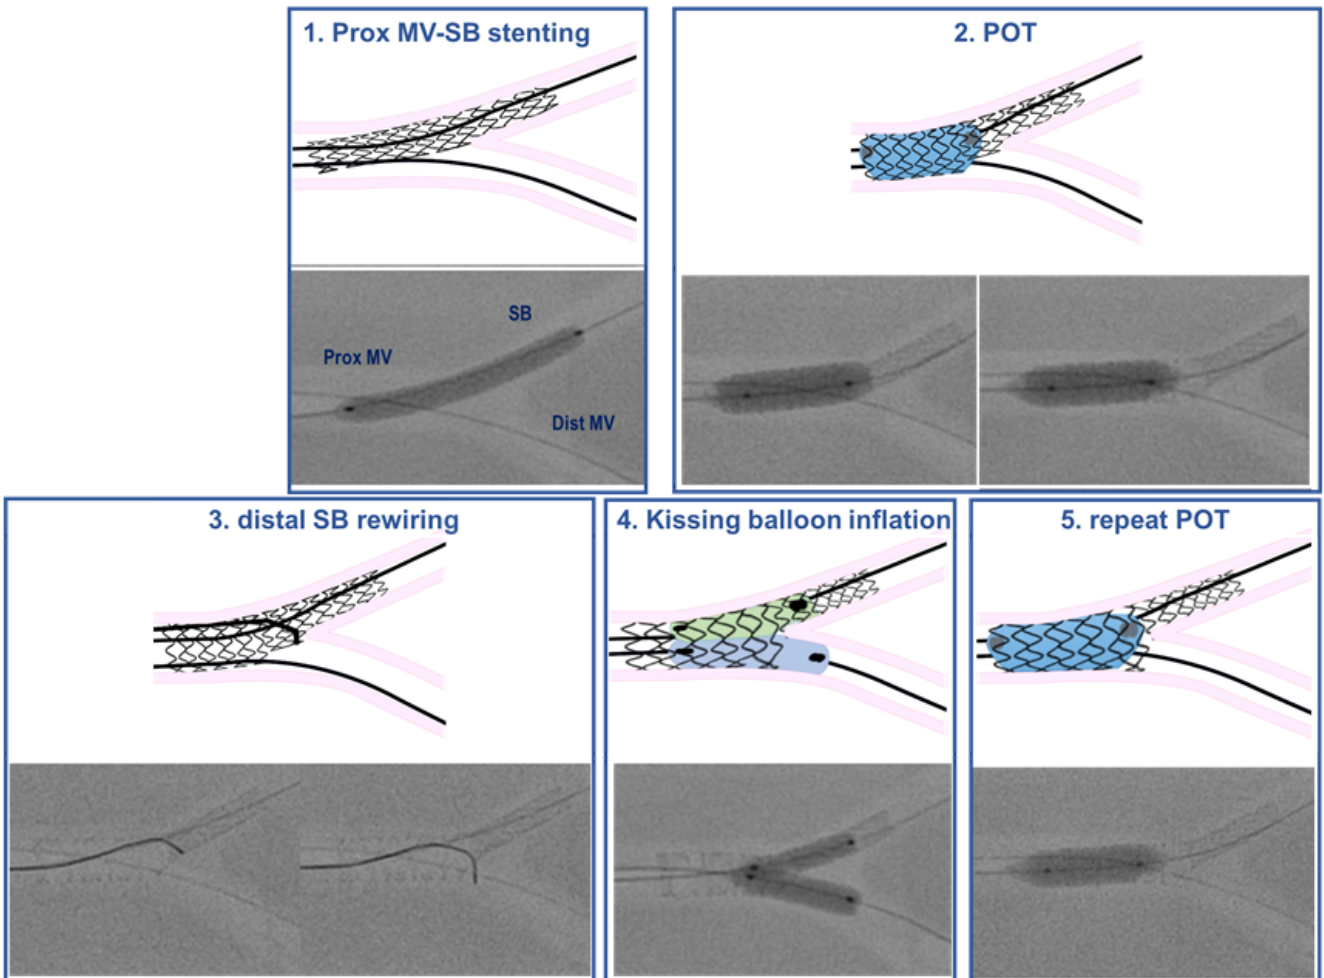 1. Prox MV-SB stenting
2. POT
SB
Prox MV
Dist MV
3. distal SB rewiring
4. Kissing balloon inflation
5. repeat POT